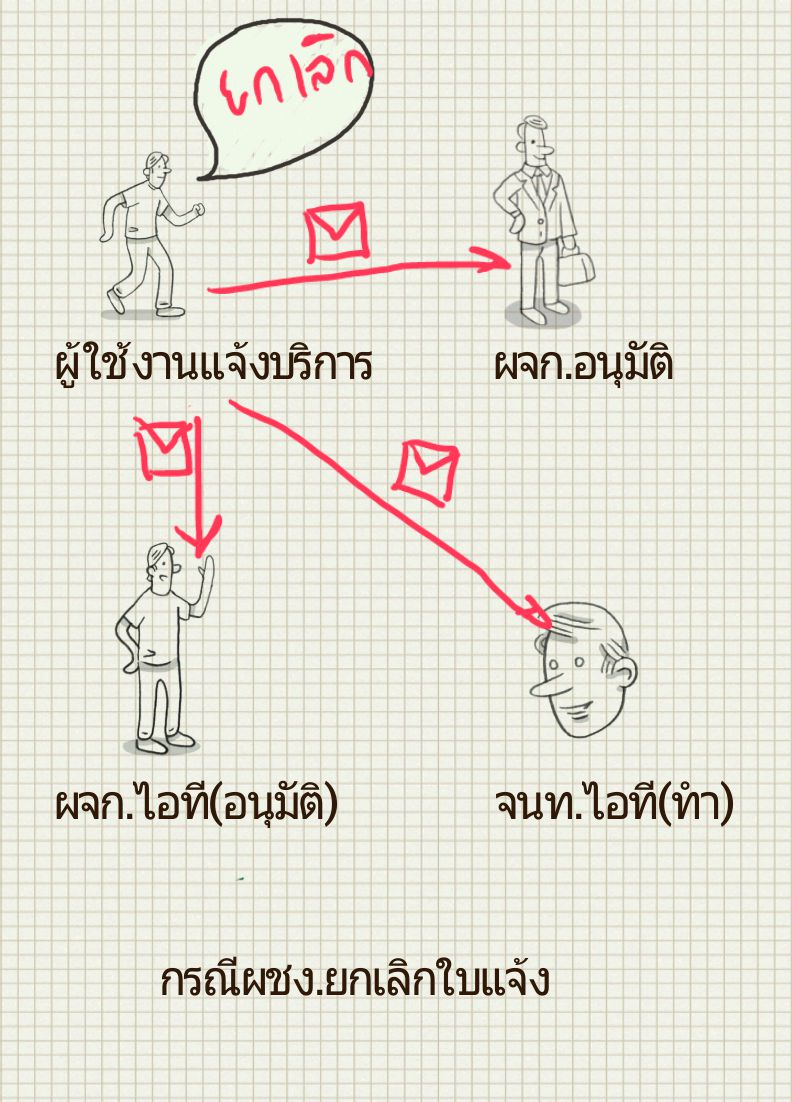 ยกเลิก
ผู้ใช้งานแจ้งบริการ
ผจก.อนุมัติ
ผจก.ไอที(อนุมัติ)
จนท.ไอที(ทำ)
กรณีผชง.ยกเลิกใบแจ้ง